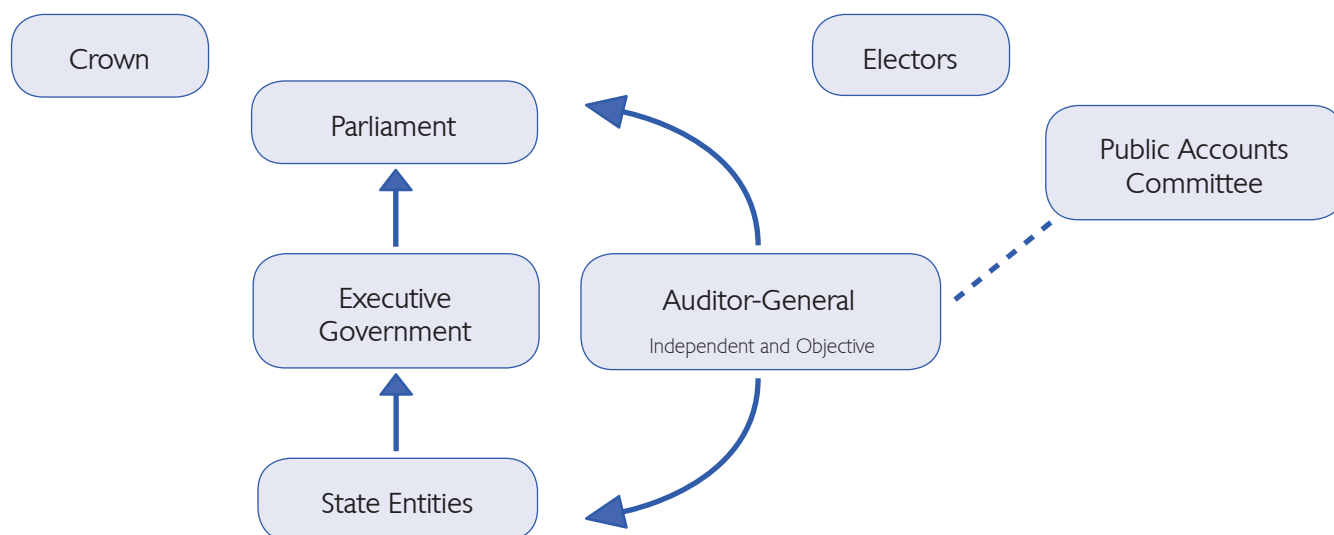 Crown
Electors
Parliament
Public Accounts
Committee
Executive
Government
Auditor-General
Independent and Objective
State Entities